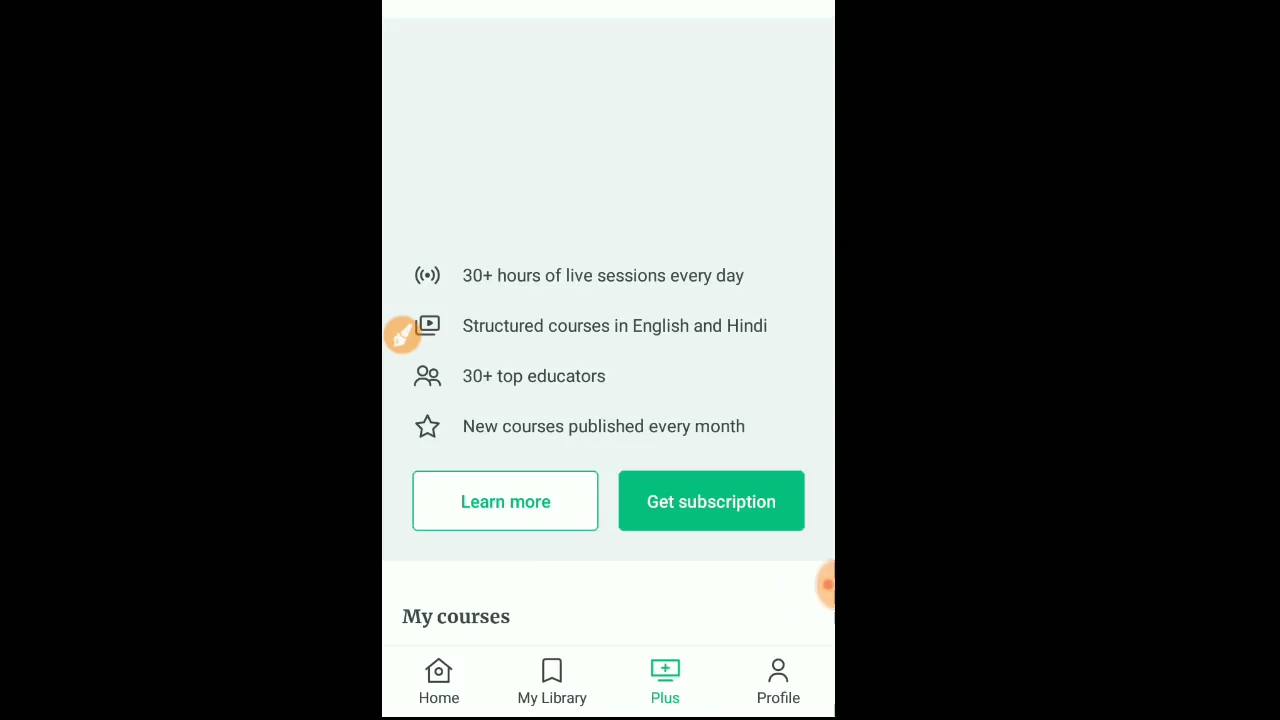 30+ hours of live sessions every day
Structured courses in English and Hindi
30+ top educators
New courses published every month
Learn more
Get subscription
My courses
Home
My Library
Plus
Profile